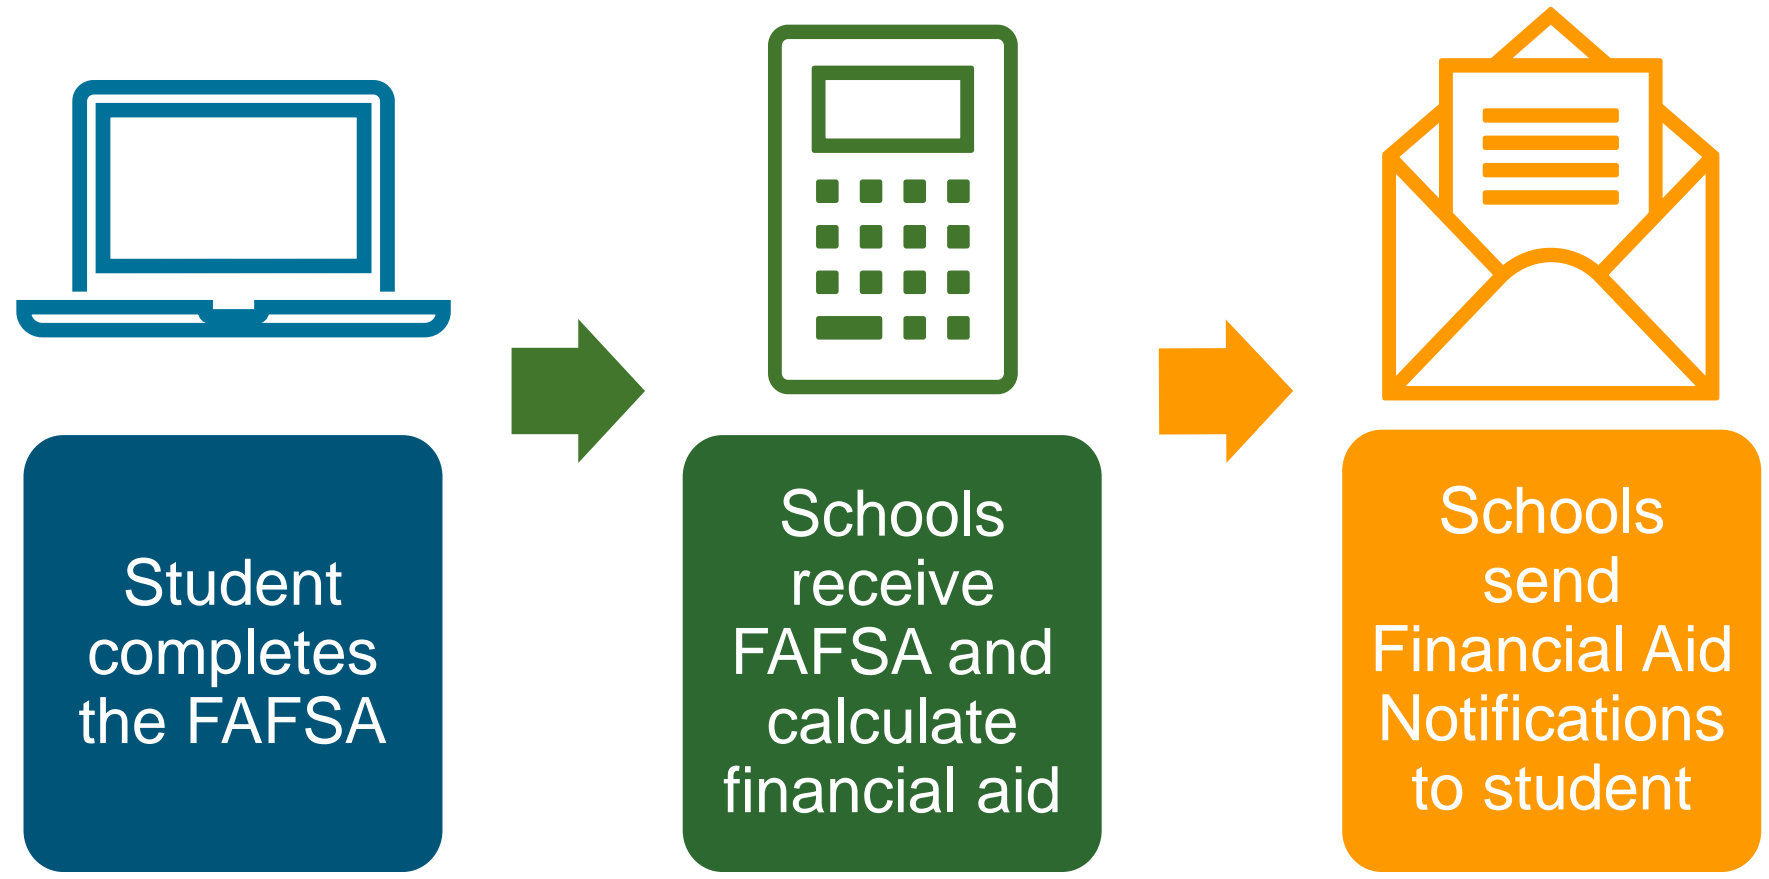 Student
completes
the FAFSA
Schools
receive
FAFSA and
calculate
financial aid
Schools
send
Financial Aid
Notifications
to student